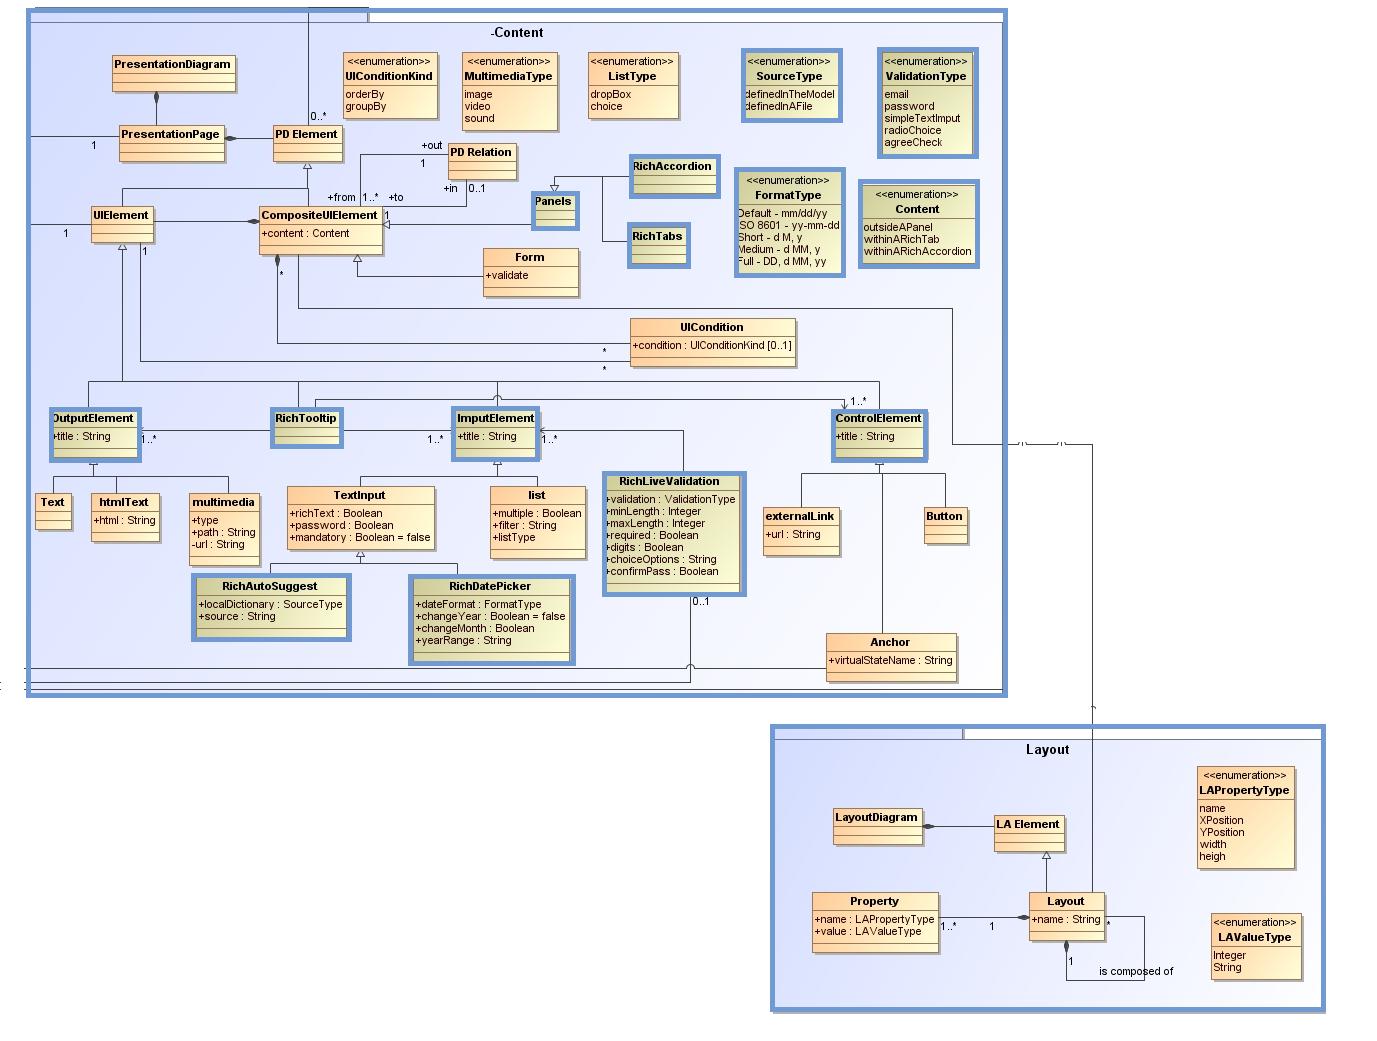 -Content
PresentationDiagram
<<enumeration>>
UIConditionKind
orderBy
groupBy
<<enumeration>>
MultimediaType
image
video
sound
<<enumeration>>
ListType
dropBox
choice
<<enumeration>>
SourceType
definedInTheModel
definedInAFile
<<enumeration>>
ValidationType
email
password
simpleTextImput
radioChoice
agreeCheck
0..*
1
PresentationPage
PD Element
+out
1
PD Relation
+in
0..1
+from
1..*
+to
1
RichAccordion
Panels
RichTabs
<<enumeration>>
FormatType
Default - mm/dd/yy
ISO 8601 - yy-mm-dd
Short - d M, y
Medium - d MM, y
Full - DD, d MM, yy
<<enumeration>>
Content
outsideAPanel
withinARichTab
withinARichAccordion
1
UIElement
1
CompositeUIElement
+content : Content
*
Form
+validate
UICondition
+condition : UIConditionKind [0..1]
*
*
OutputElement
+title : String
1..*
RichTooltip
1..*
ImputElement
+title : String
1..*
1..*
ControlElement
+title : String
Text
htmlText
+html : String
multimedia
+type
+path : String
-url : String
TextInput
+richText : Boolean
+password : Boolean
+mandatory : Boolean = false
list
+multiple : Boolean
+filter : String
+listType
RichLiveValidation
+validation : ValidationType
+minLength : Integer
+maxLength : Integer
+required : Boolean
+digits : Boolean
+choiceOptions : String
+confirmPass : Boolean
0..1
externalLink
+url : String
Button
RichAutoSuggest
+localDictionary : SourceType
+source : String
RichDatePicker
+dateFormat : FormatType
+changeYear : Boolean = false
+changeMonth : Boolean
+yearRange : String
Anchor
+virtualStateName : String
Layout
LayoutDiagram
LA Element
<<enumeration>>
LAPropertyType
name
XPosition
YPosition
width
heigh
Property
+name : LAPropertyType
+value : LAValueType
1..*
1
Layout
+name : String
*
1
is composed of
<<enumeration>>
LAValueType
Integer
String